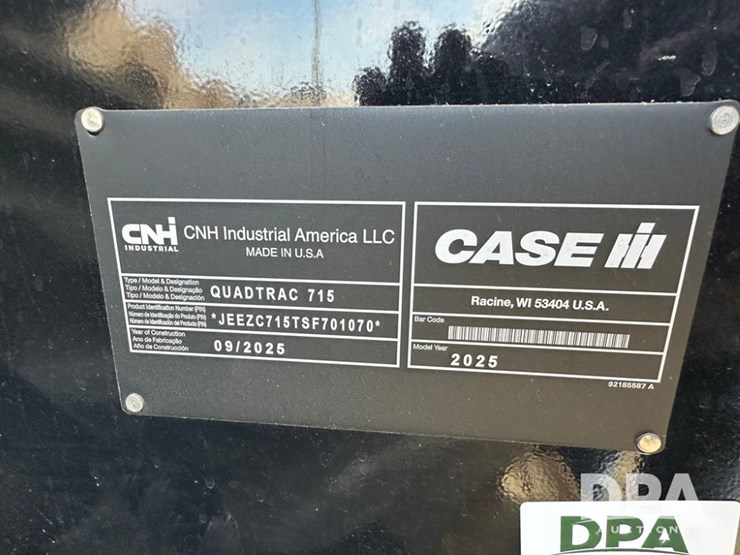 CNH
INDUSTRIAL
CNH Industrial America LLC
MADE IN U.S.A
Type / Model & Designation
Tipo / Modelo & Designação
Tipo / Modelo & Designación
QUADTRAC 715
Product Identification Number (PIN)
Número de Identificação do Produto (PIN)
Número de Identificación del Producto (PIN)
*JEEZC715TSF701070*
Year of Construction
Ano de Fabricação
Año de Construcción
09/2025
CASE IH
Racine, WI 53404 U.S.A.
Bar Code
Model Year
2025
92185587 A
DPA
AUCTIONS
DPA